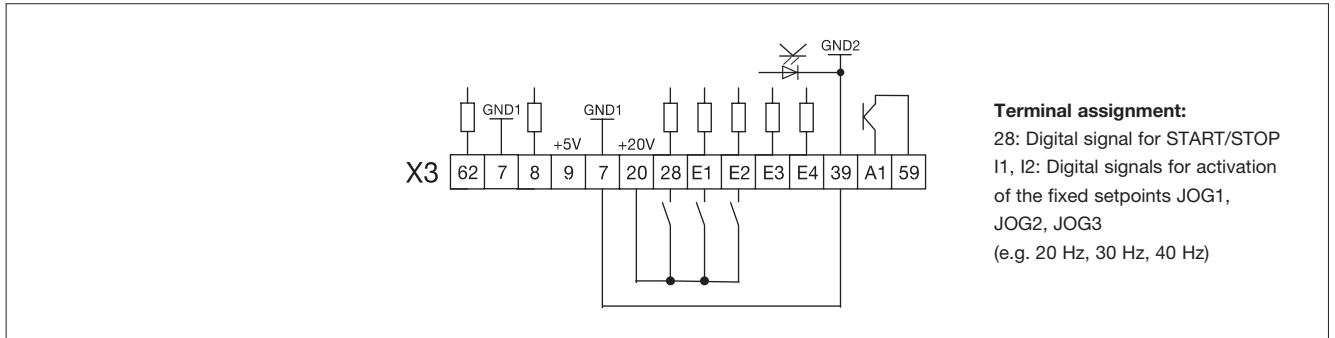 GND2
GND1
GND1
+5V
+20V
X3 62 7 8 9 7 20 28 E1 E2 E3 E4 39 A1 59
Terminal assignment:
28: Digital signal for START/STOP
I1, I2: Digital signals for activation
of the fixed setpoints JOG1,
JOG2, JOG3
(e.g. 20 Hz, 30 Hz, 40 Hz)